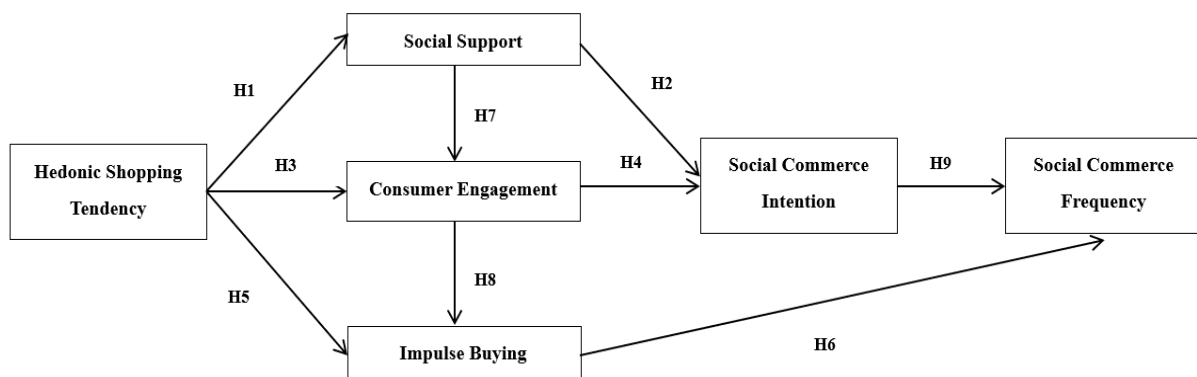 Social Support
H1
H2
H7
Hedonic Shopping
Tendency
H3
Consumer Engagement
H4
Social Commerce
Intention
H9
Social Commerce
Frequency
H5
H8
Impulse Buying
H6